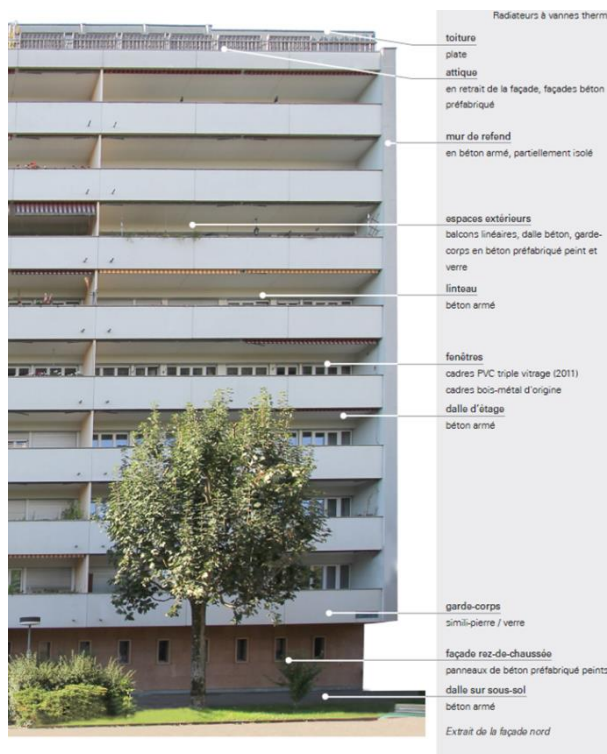 Radiateurs à vannes therm
toiture
plate
attique
en retrait de la façade, façades béton
préfabriqué
mur de refend
en béton armé, partiellement isolé
espaces extérieurs
balcons linéaires, dalle béton, garde-
corps en béton préfabriqué peint et
verre
linteau
béton armé
fenêtres
cadres PVC triple vitrage (2011)
cadres bois-métal d'origine
dalle d'étage
béton armé
garde-corps
simili-pierre / verre
façade rez-de-chaussée
panneaux de béton préfabriqué peints
dalle sur sous-sol
béton armé
Extrait de la façade nord